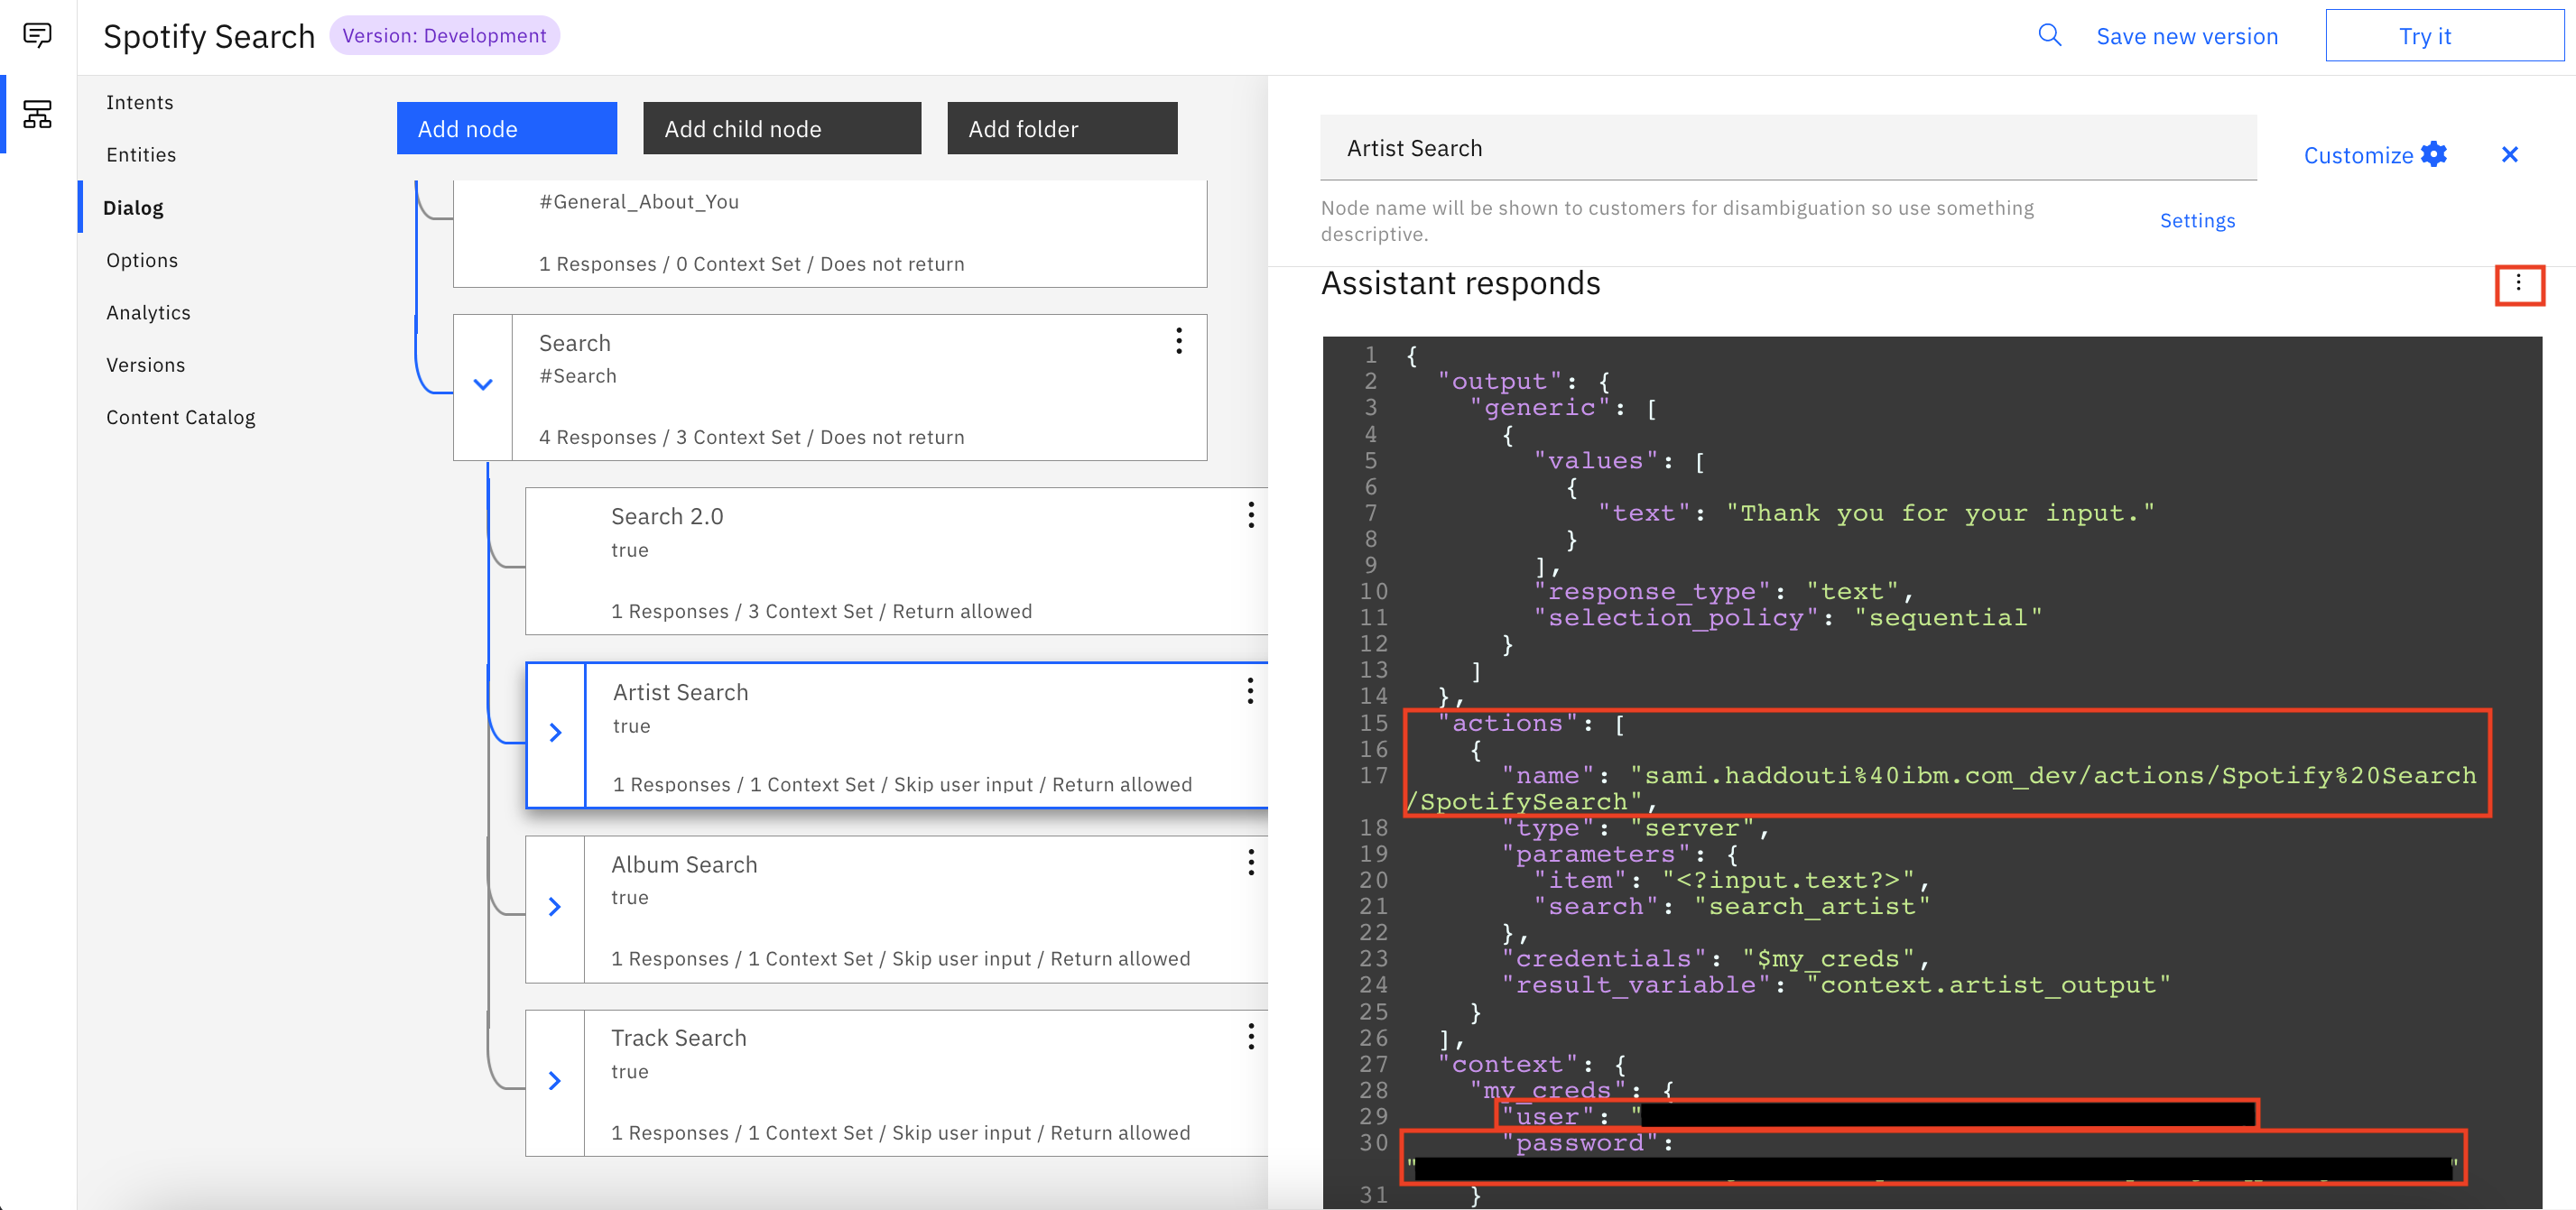 Spotify Search
Version: Development
Save new version
Try it
Intents
Entities
Dialog
Options
Analytics
Versions
Content Catalog
Add node
Add child node
Add folder
#General_About_You
1 Responses / 0 Context Set / Does not return
Search
#Search
4 Responses / 3 Context Set / Does not return
Search 2.0
true
1 Responses / 3 Context Set / Return allowed
Artist Search
true
1 Responses / 1 Context Set / Skip user input / Return allowed
Album Search
true
1 Responses / 1 Context Set / Skip user input / Return allowed
Track Search
true
1 Responses / 1 Context Set / Skip user input / Return allowed
Artist Search
Customize
Node name will be shown to customers for disambiguation so use something
descriptive.
Settings
Assistant responds
1 {
2 "output": {
3 "generic": [
4 {
5 "values": [
6 {
7 "text": "Thank you for your input."
8 }
9 ],
10 "response_type": "text",
11 "selection_policy": "sequential"
12 }
13 ]
14 },
15 "actions": [
16 {
17 "name": "sami.haddouti%40ibm.com_dev/actions/Spotify%20Search
/SpotifySearch",
18 "type": "server",
19 "parameters": {
20 "item": "<?input.text?>",
21 "search": "search_artist"
22 },
23 "credentials": "$my_creds",
24 "result_variable": "context.artist_output"
25 }
26 ],
27 "context": {
28 "my_creds": {
29 "user": "
30 "password":
" "
31 }